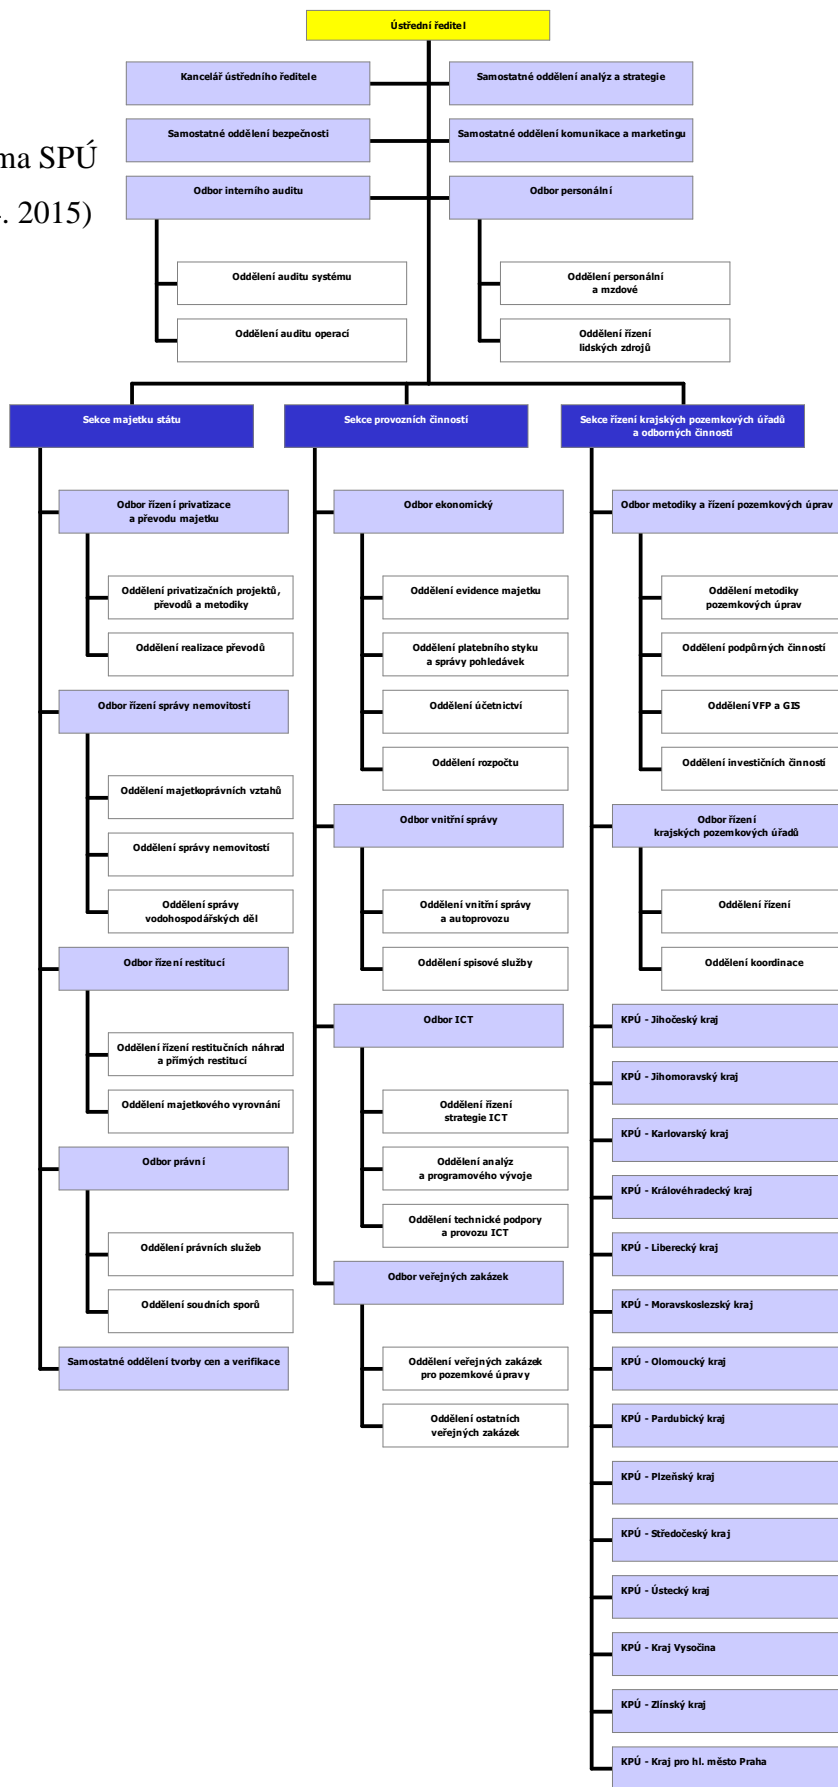 Ústřední ředitel
Kancelář ústředního ředitele
Samostatné oddělení analýz a strategie
Samostatné oddělení bezpečnosti
Samostatné oddělení komunikace a marketingu
ma SPÚ
. 2015)
Odbor interního auditu
Odbor personální
Oddělení auditu systému
Oddělení personální
a mzdové
Oddělení auditu operací
Oddělení řízení
lidských zdrojů
Sekce majetku státu
Odbor řízení privatizace
a převodu majetku
Oddělení privatizačních projektů,
převodů a metodiky
Oddělení realizace převodů
Odbor řízení správy nemovitostí
Oddělení majetkoprávních vztahů
Oddělení správy nemovitostí
Oddělení správy
vodohospodářských děl
Odbor řízení restitucí
Oddělení řízení restitučních náhrad
a přímých restitucí
Oddělení majetkového vyrovnání
Odbor právní
Oddělení právních služeb
Oddělení soudních sporů
Samostatné oddělení tvorby cen a verifikace
Sekce provozních činností
Odbor ekonomický
Oddělení evidence majetku
Oddělení platebního styku
a správy pohledávek
Oddělení účetnictví
Oddělení rozpočtu
Odbor vnitřní správy
Oddělení vnitřní správy
a autoprovozu
Oddělení spisové služby
Odbor ICT
Oddělení řízení
strategie ICT
Oddělení analýz
a programového vývoje
Oddělení technické podpory
a provozu ICT
Odbor veřejných zakázek
Oddělení veřejných zakázek
pro pozemkové úpravy
Oddělení ostatních
veřejných zakázek
Sekce řízení krajských pozemkových úřadů
a odborných činností
Odbor metodiky a řízení pozemkových úprav
Oddělení metodiky
pozemkových úprav
Oddělení podpůrných činností
Oddělení VFP a GIS
Oddělení investičních činností
Odbor řízení
krajských pozemkových úřadů
Oddělení řízení
Oddělení koordinace
KPÚ - Jihočeský kraj
KPÚ - Jihomoravský kraj
KPÚ - Karlovarský kraj
KPÚ - Královéhradecký kraj
KPÚ - Liberecký kraj
KPÚ - Moravskoslezský kraj
KPÚ - Olomoucký kraj
KPÚ - Pardubický kraj
KPÚ - Plzeňský kraj
KPÚ - Středočeský kraj
KPÚ - Ústecký kraj
KPÚ - Kraj Vysočina
KPÚ - Zlínský kraj
KPÚ - Kraj pro hl. město Praha